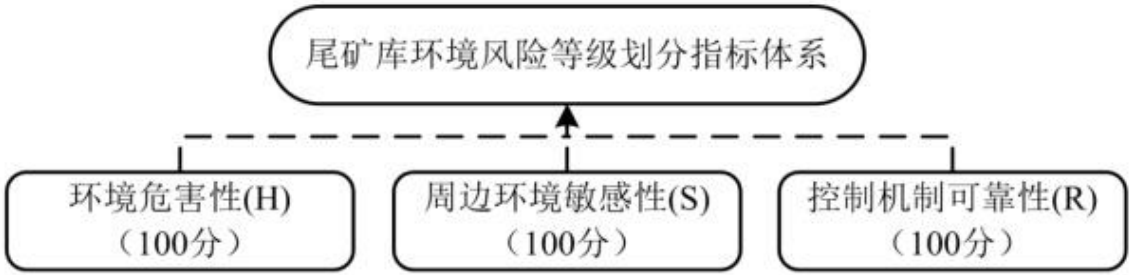 尾矿库环境风险等级划分指标体系
环境危害性(H)
（100分）
周边环境敏感性(S)
（100分）
控制机制可靠性(R)
（100分）